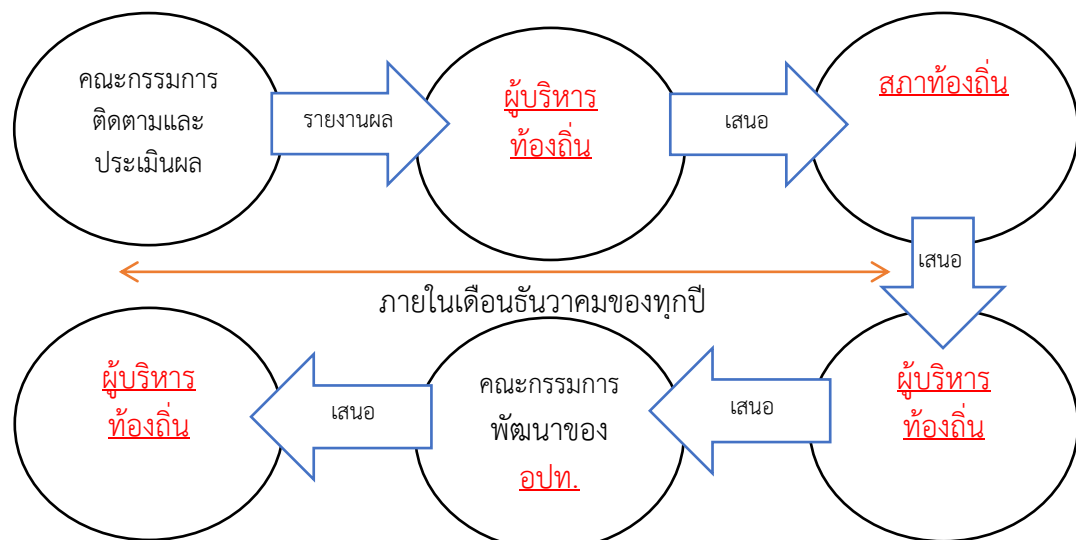 คณะกรรมการ
ติดตามและ
ประเมินผล
รายงานผล
ผู้บริหาร
ท้องถิ่น
เสนอ
สภาท้องถิ่น
เสนอ
ภายในเดือนธันวาคมของทุกปี
ผู้บริหาร
ท้องถิ่น
เสนอ
คณะกรรมการ
พัฒนาของ
อปท.
เสนอ
ผู้บริหาร
ท้องถิ่น